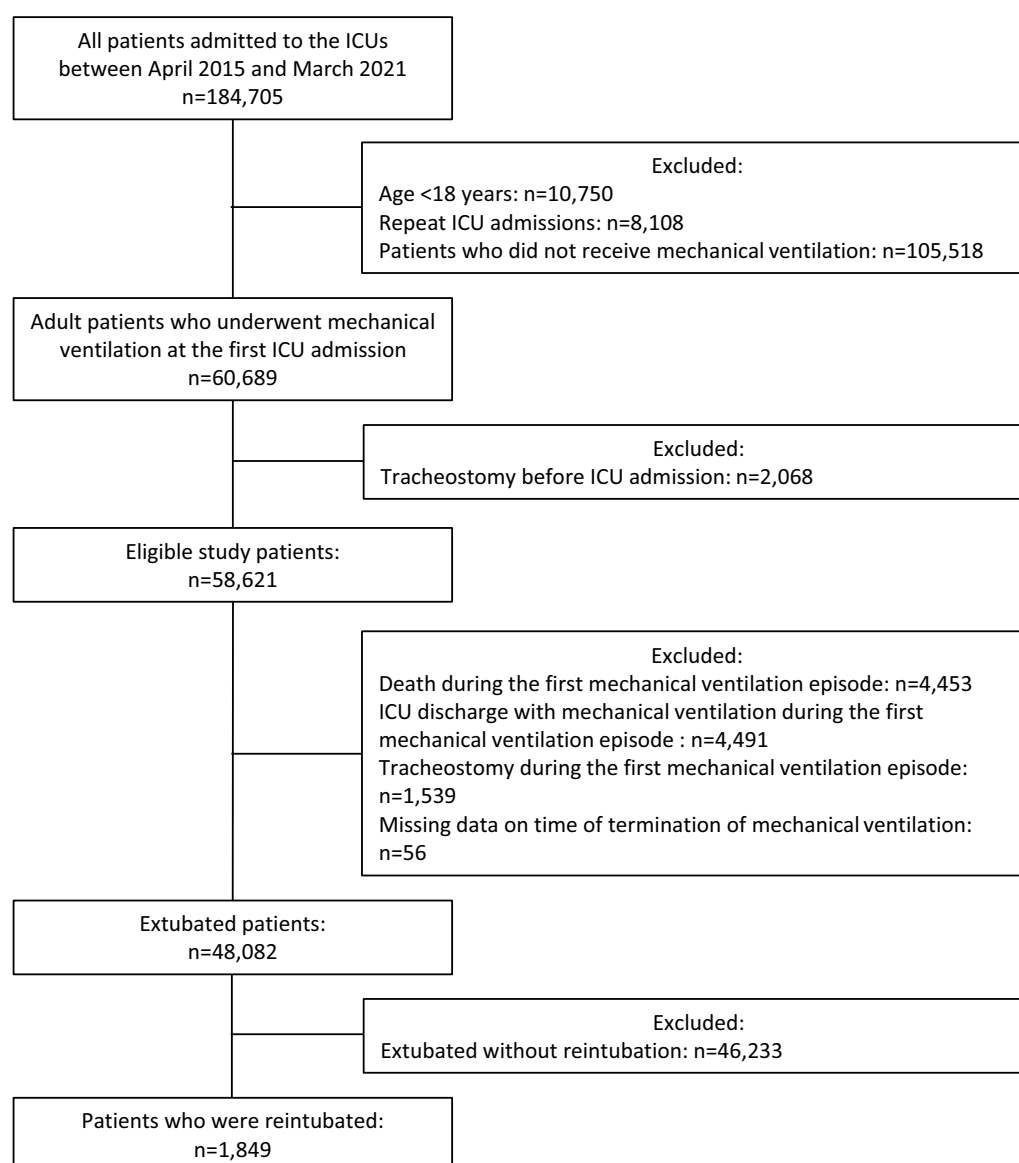 All patients admitted to the ICUs
between April 2015 and March 2021
n=184,705
Excluded:
Age <18 years: n=10,750
Repeat ICU admissions: n=8,108
Patients who did not receive mechanical ventilation: n=105,518
Adult patients who underwent mechanical
ventilation at the first ICU admission
n=60,689
Excluded:
Tracheostomy before ICU admission: n=2,068
Eligible study patients:
n=58,621
Excluded:
Death during the first mechanical ventilation episode: n=4,453
ICU discharge with mechanical ventilation during the first
mechanical ventilation episode : n=4,491
Tracheostomy during the first mechanical ventilation episode:
n=1,539
Missing data on time of termination of mechanical ventilation:
n=56
Extubated patients:
n=48,082
Excluded:
Extubated without reintubation: n=46,233
Patients who were reintubated:
n=1,849